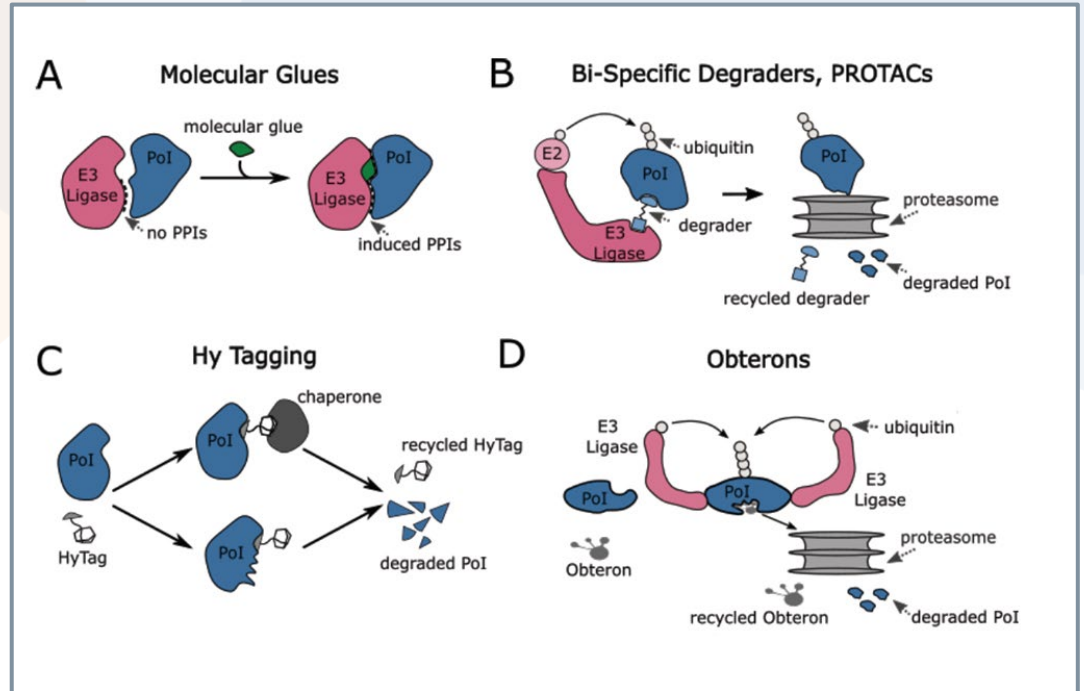 A
Molecular Glues
molecular glue
E3
Ligase
PoI
E3
Ligase
PoI
no PPIs
induced PPIs
B
Bi-Specific Degraders, PROTACs
E2
ubiquitin
PoI
degrader
E3
Ligase
PoI
proteasome
degraded PoI
recycled degrader
C
Hy Tagging
chaperone
PoI
PoI
HyTag
PoI
recycled HyTag
degraded PoI
D
Obterons
E3
Ligase
ubiquitin
PoI
PoI
E3
Ligase
Obteron
proteasome
recycled Obteron
degraded PoI